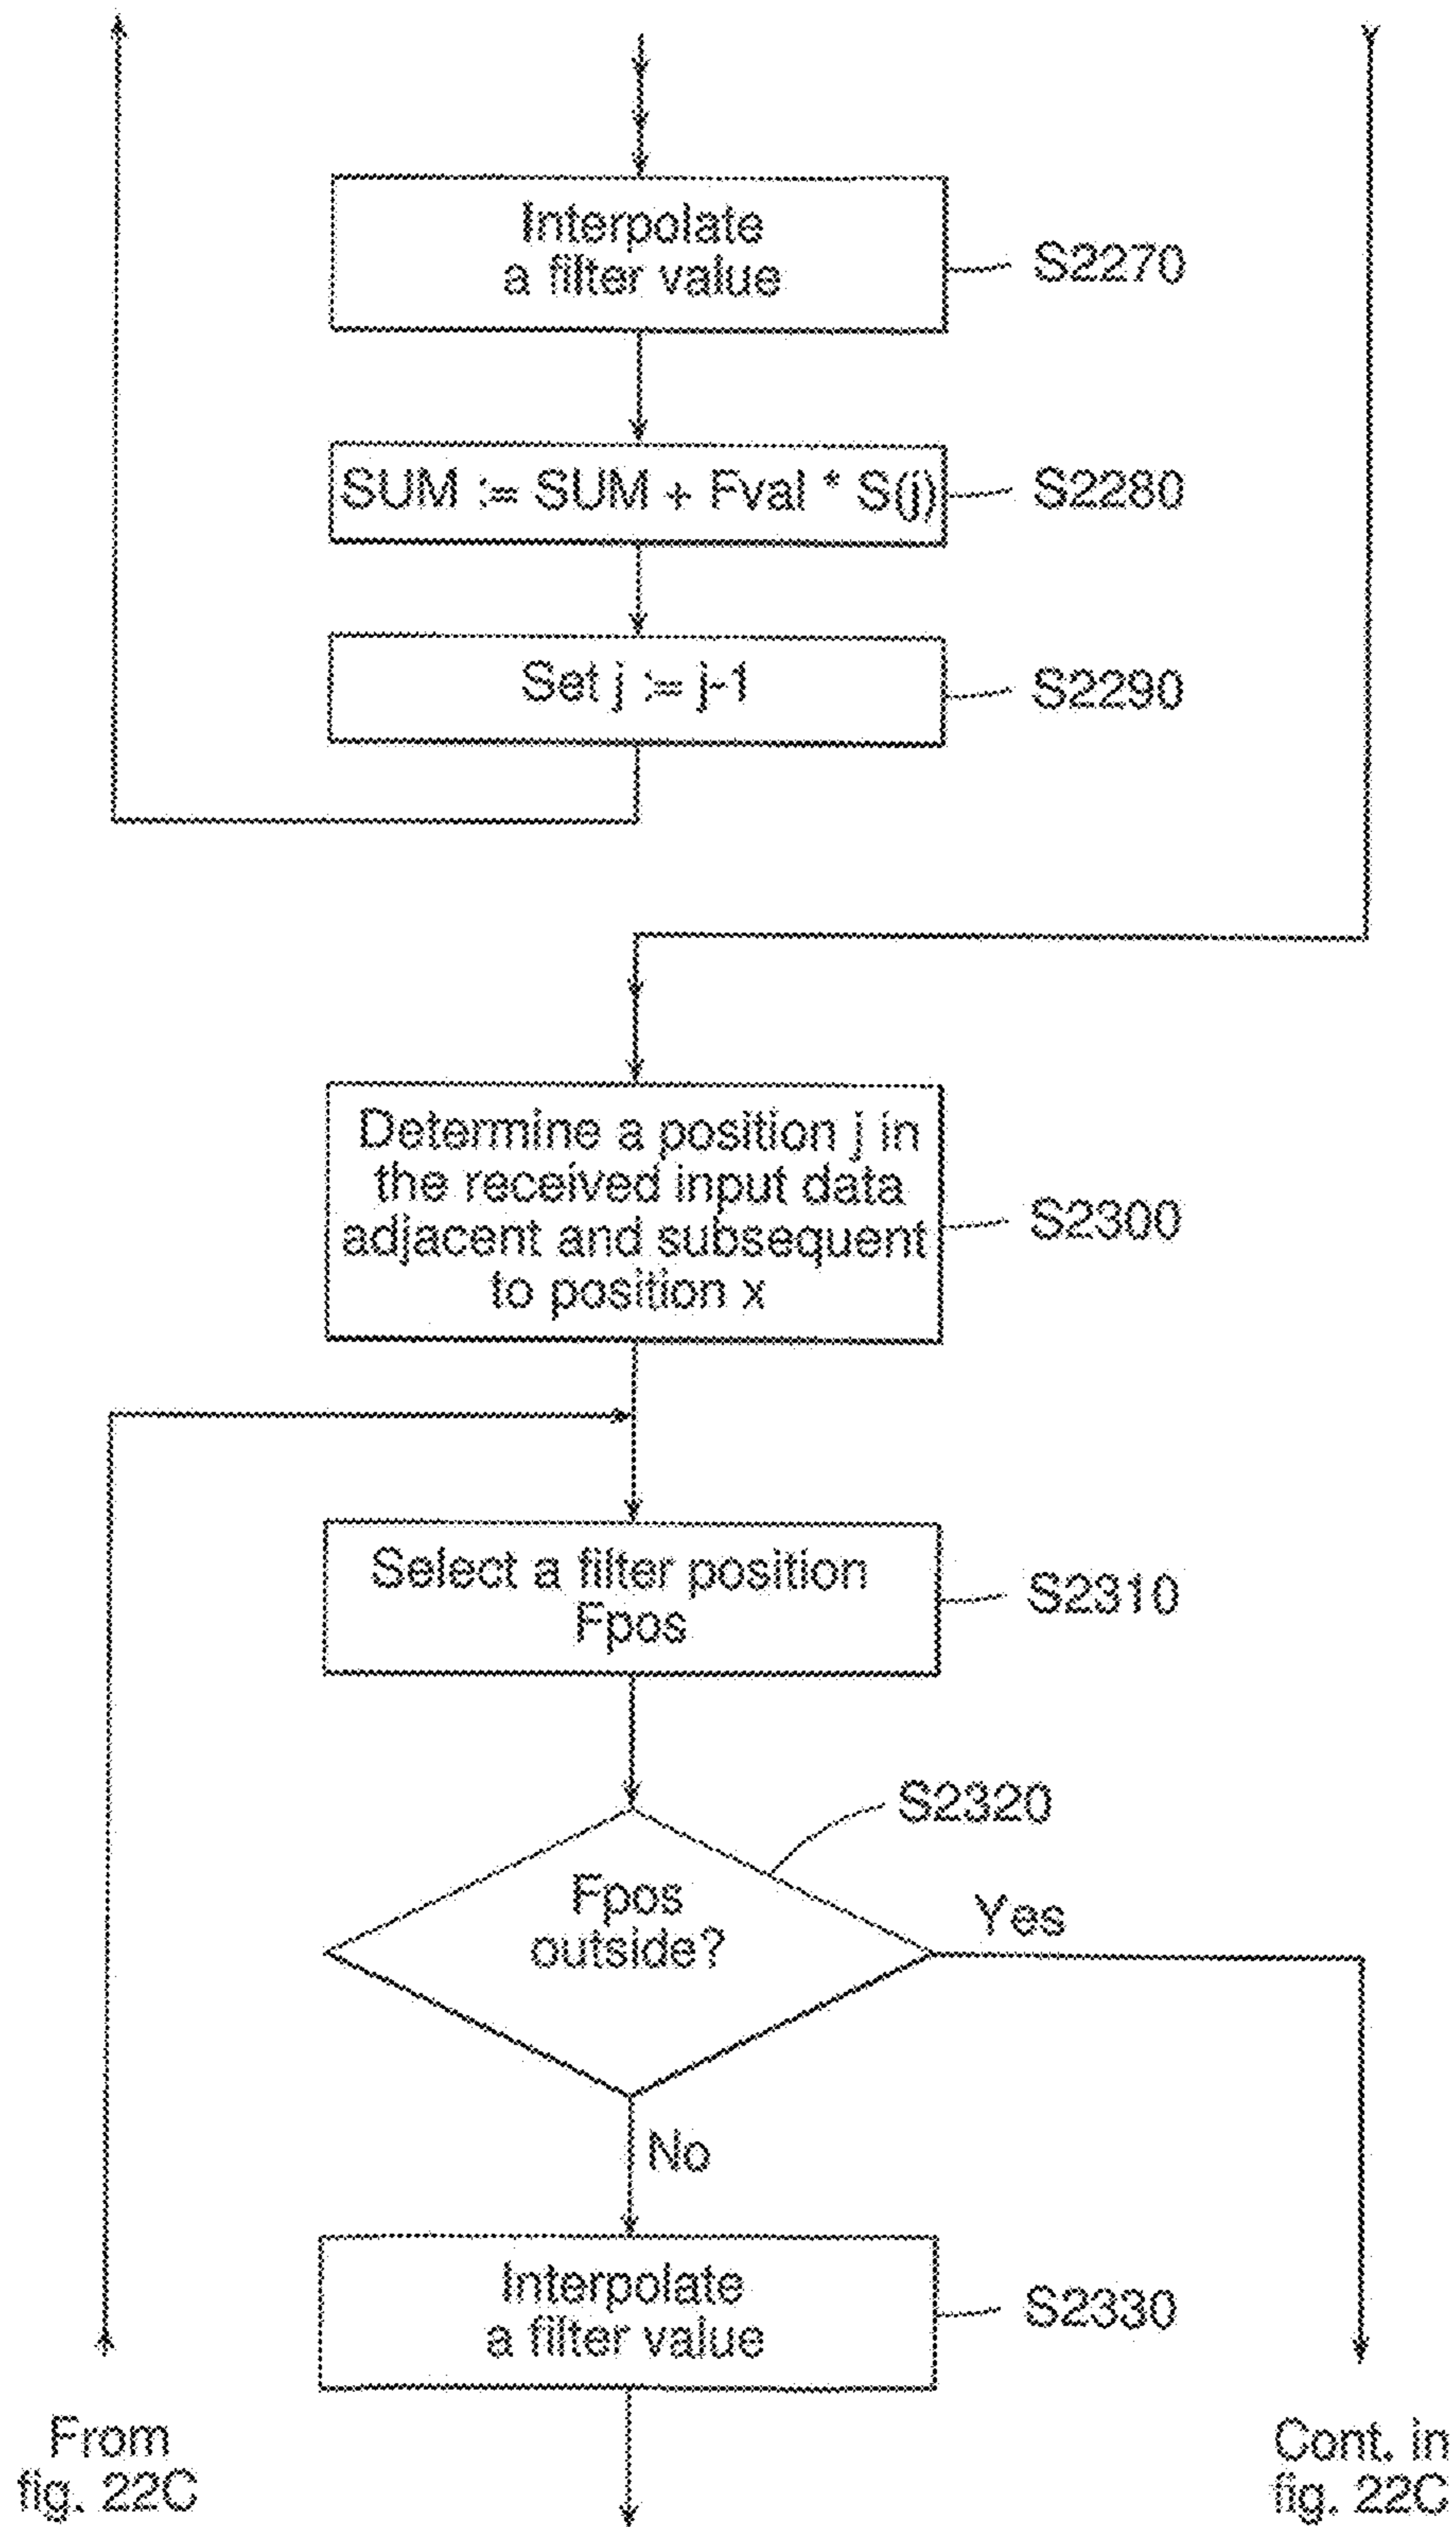 Interpolate
a filter value
S2270
SUM := SUM + Fval * S(j)
S2280
Set j := j-1
S2290
Determine a position j in
the received input data
adjacent and subsequent
to position x
S2300
Select a filter position
Fpos
S2310
S2320
Fpos
outside?
Yes
No
Interpolate
a filter value
S2330
From
fig. 22C
Cont. in
fig. 22C